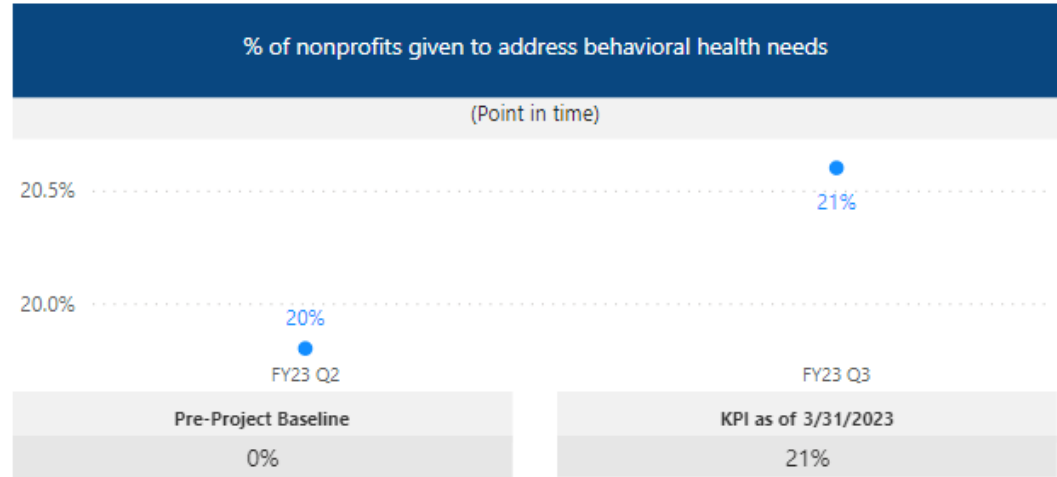 % of nonprofits given to address behavioral health needs
(Point in time)
20.5%
21%
20.0%
20%
FY23 Q2 FY23 Q3
Pre-Project Baseline KPI as of 3/31/2023
0% 21%